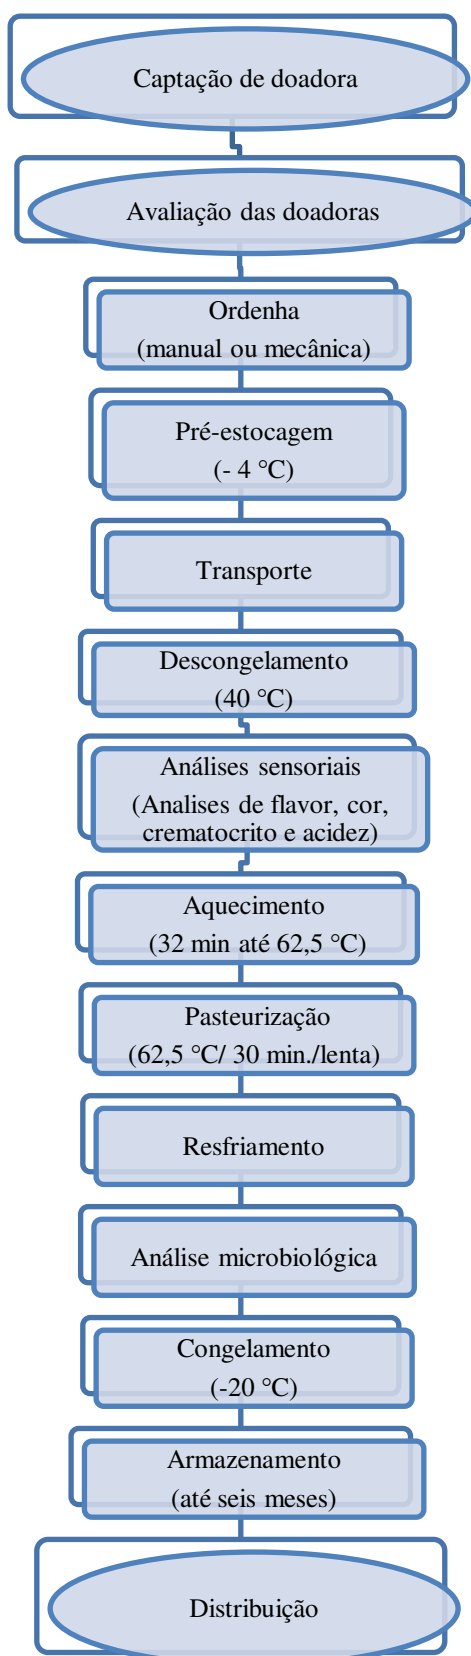 Captação de doadora
Avaliação das doadoras
Ordenha
(manual ou mecânica)
Pré-estocagem
(- 4 °C)
Transporte
Descongelamento
(40 °C)
Análises sensoriais
(Analises de flavor, cor,
crematocrito e acidez)
Aquecimento
(32 min até 62,5 °C)
Pasteurização
(62,5 °C/ 30 min./lenta)
Resfriamento
Análise microbiológica
Congelamento
(-20 °C)
Armazenamento
(até seis meses)
Distribuição